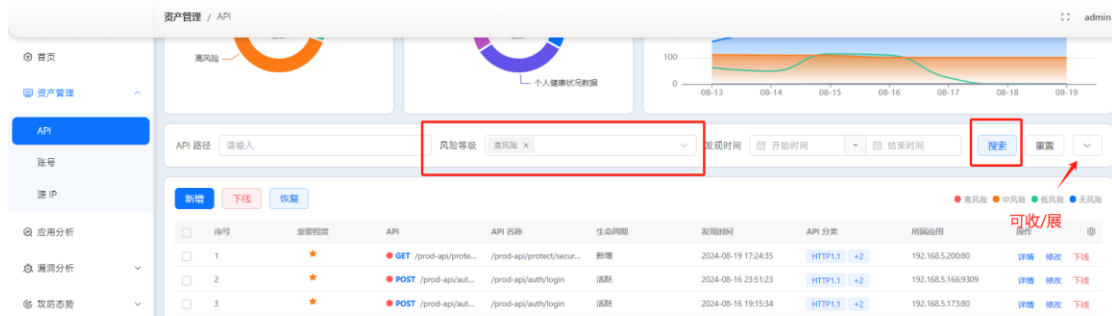 资产管理 / API
admin
首页
资产管理
API
账号
源 IP
应用分析
漏洞分析
攻防态势
高风险
个人健康状况数据
100
0
08-13 08-14 08-15 08-16 08-17 08-18 08-19
API 路径 请输入 风险等级 高风险 × 发现时间 开始时间 - 结束时间 搜索 重置
可收/展
新增 下线 恢复
高风险 中风险 低风险 无风险
序号 重要程度 API API 名称 生命周期 发现时间 API 分类 所属应用 操作
1 GET /prod-api/prote... /prod-api/protect/secur... 新增 2024-08-19 17:24:35 HTTP1.1 +2 192.168.5.200:80 详情 修改 下线
2 POST /prod-api/aut... /prod-api/auth/login 活跃 2024-08-16 23:51:23 HTTP1.1 +2 192.168.5.166:9309 详情 修改 下线
3 POST /prod-api/aut... /prod-api/auth/login 活跃 2024-08-16 19:15:34 HTTP1.1 +2 192.168.5.173:80 详情 修改 下线